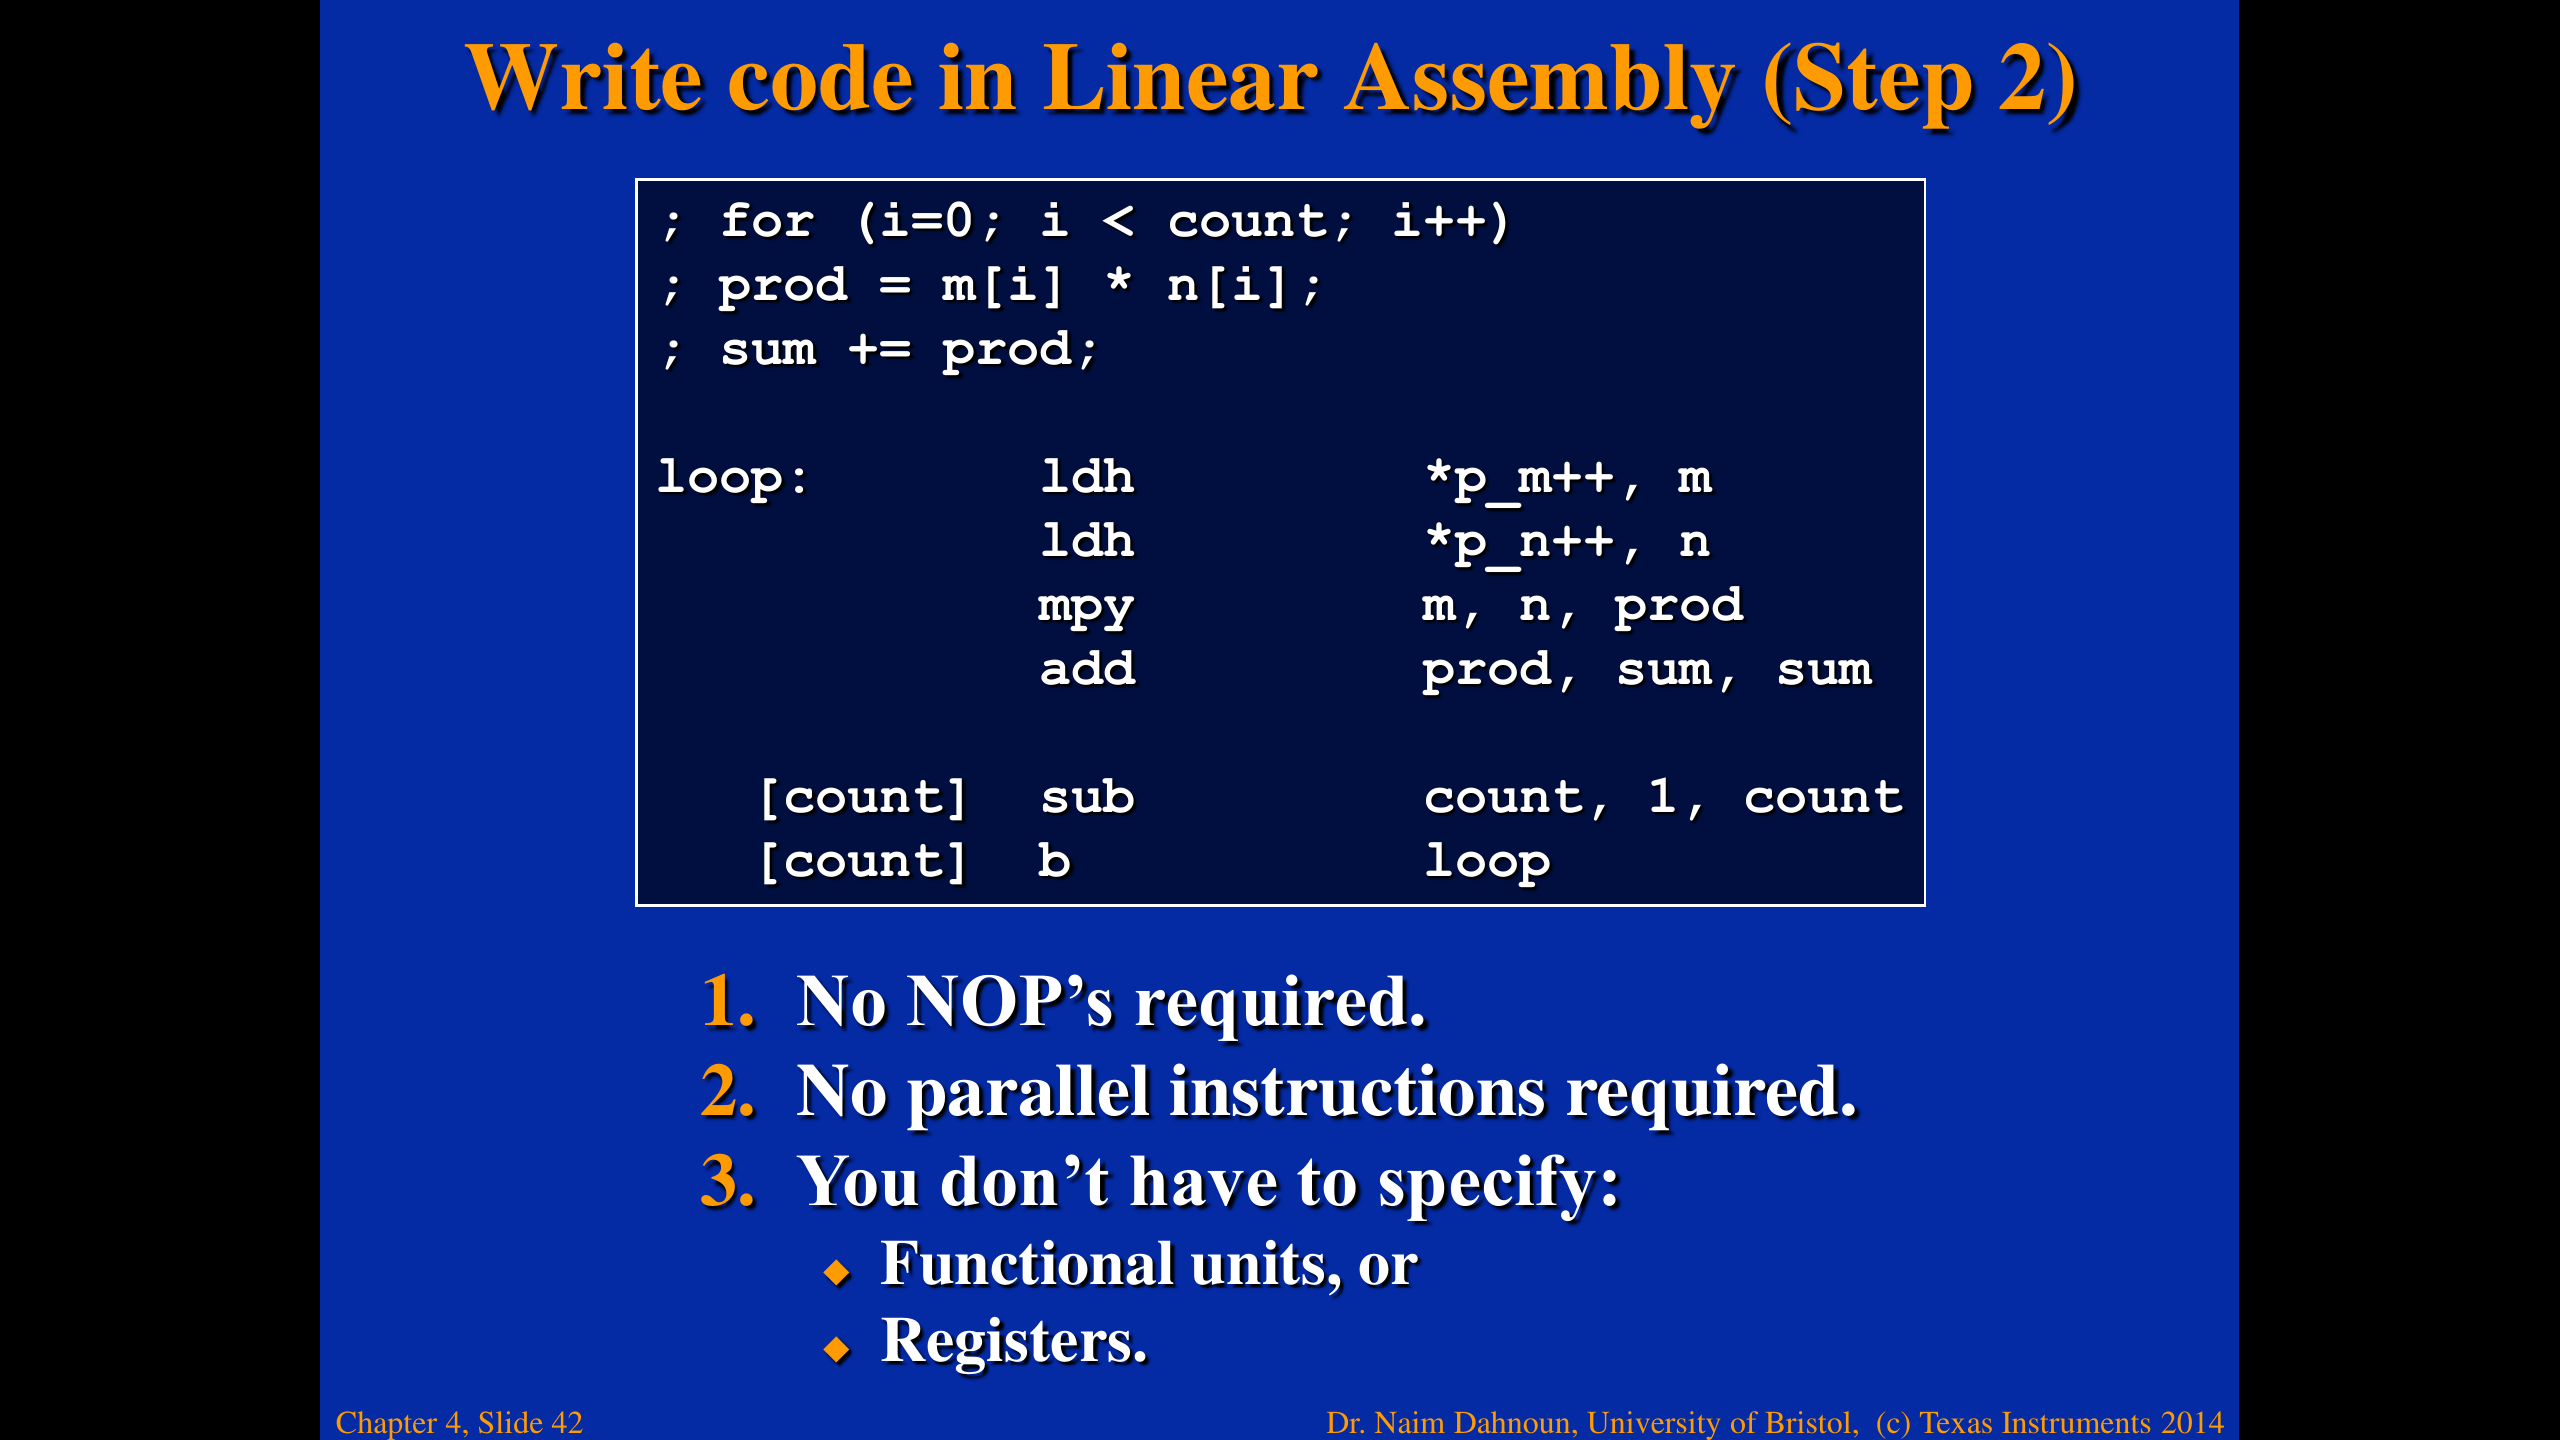 Write code in Linear Assembly (Step 2)
; for (i=0; i < count; i++)
; prod = m[i] * n[i];
; sum += prod;
loop: ldh *p_m++, m
ldh *p_n++, n
mpy m, n, prod
add prod, sum, sum
[count] sub count, 1, count
[count] b loop
1. No NOP’s required.
2. No parallel instructions required.
3. You don’t have to specify:
◆ Functional units, or
◆ Registers.
Chapter 4, Slide 42 Dr. Naim Dahnoun, University of Bristol, (c) Texas Instruments 2014